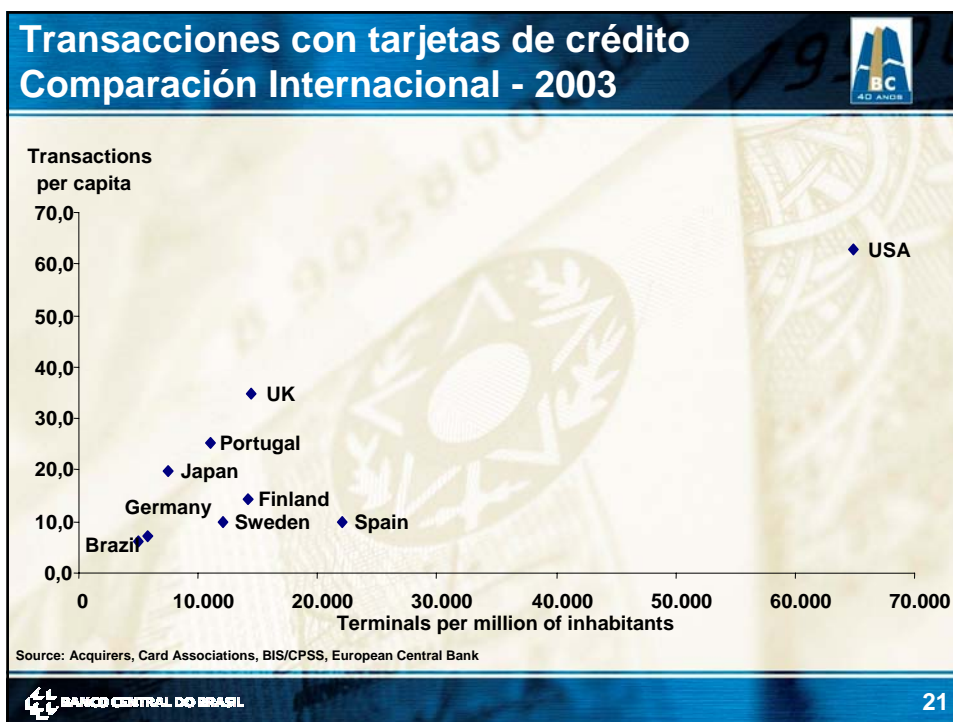 Transacciones con tarjetas de crédito
Comparación Internacional - 2003
BC
40 ANOS
Transactions
per capita
70,0
60,0
50,0
40,0
30,0
20,0
10,0
0,0
USA
UK
Portugal
Japan
Finland
Germany
Sweden
Spain
Brazil
0 10.000 20.000 30.000 40.000 50.000 60.000 70.000
Terminals per million of inhabitants
Source: Acquirers, Card Associations, BIS/CPSS, European Central Bank
BANCO CENTRAL DO BRASIL
21